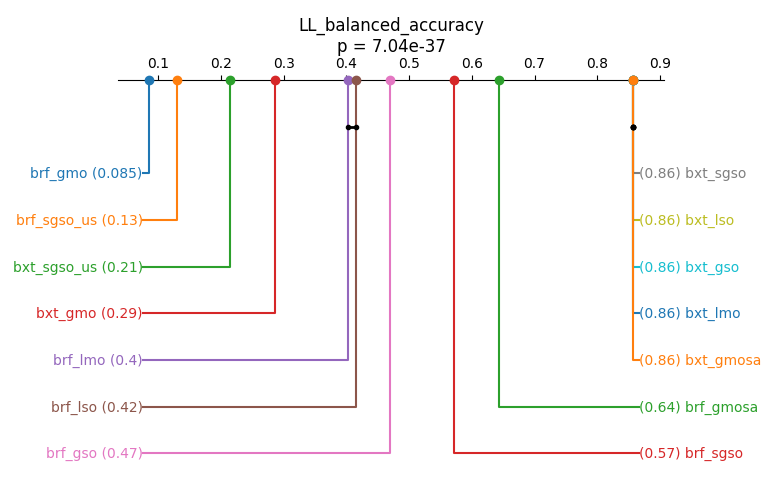 LL_balanced_accuracy
p = 7.04e-37
0.1 0.2 0.3 0.4 0.5 0.6 0.7 0.8 0.9
brf_gmo (0.085)
brf_sgso_us (0.13)
bxt_sgso_us (0.21)
bxt_gmo (0.29)
brf_lmo (0.4)
brf_lso (0.42)
brf_gso (0.47)
(0.86) bxt_sgso
(0.86) bxt_lso
(0.86) bxt_gso
(0.86) bxt_lmo
(0.86) bxt_gmosa
(0.64) brf_gmosa
(0.57) brf_sgso